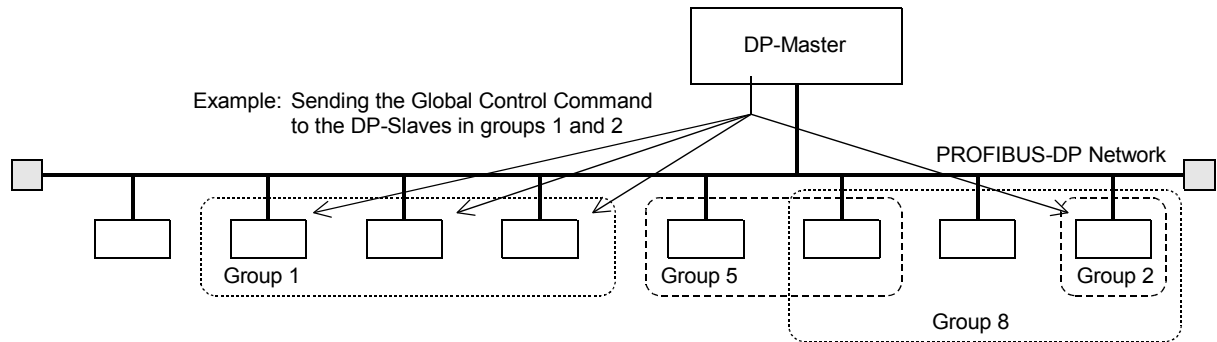 DP-Master
Example: Sending the Global Control Command
to the DP-Slaves in groups 1 and 2
PROFIBUS-DP Network
Group 1
Group 5
Group 2
Group 8